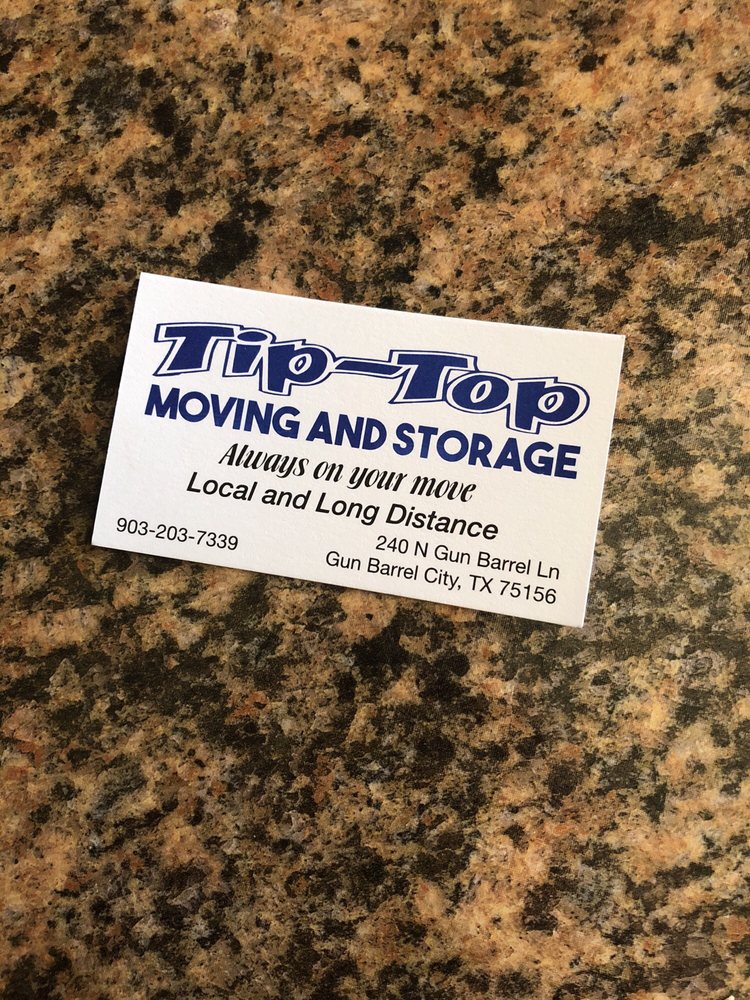 Tip-Top
MOVING AND STORAGE
Always on your move
Local and Long Distance
903-203-7339
240 N Gun Barrel Ln
Gun Barrel City, TX 75156